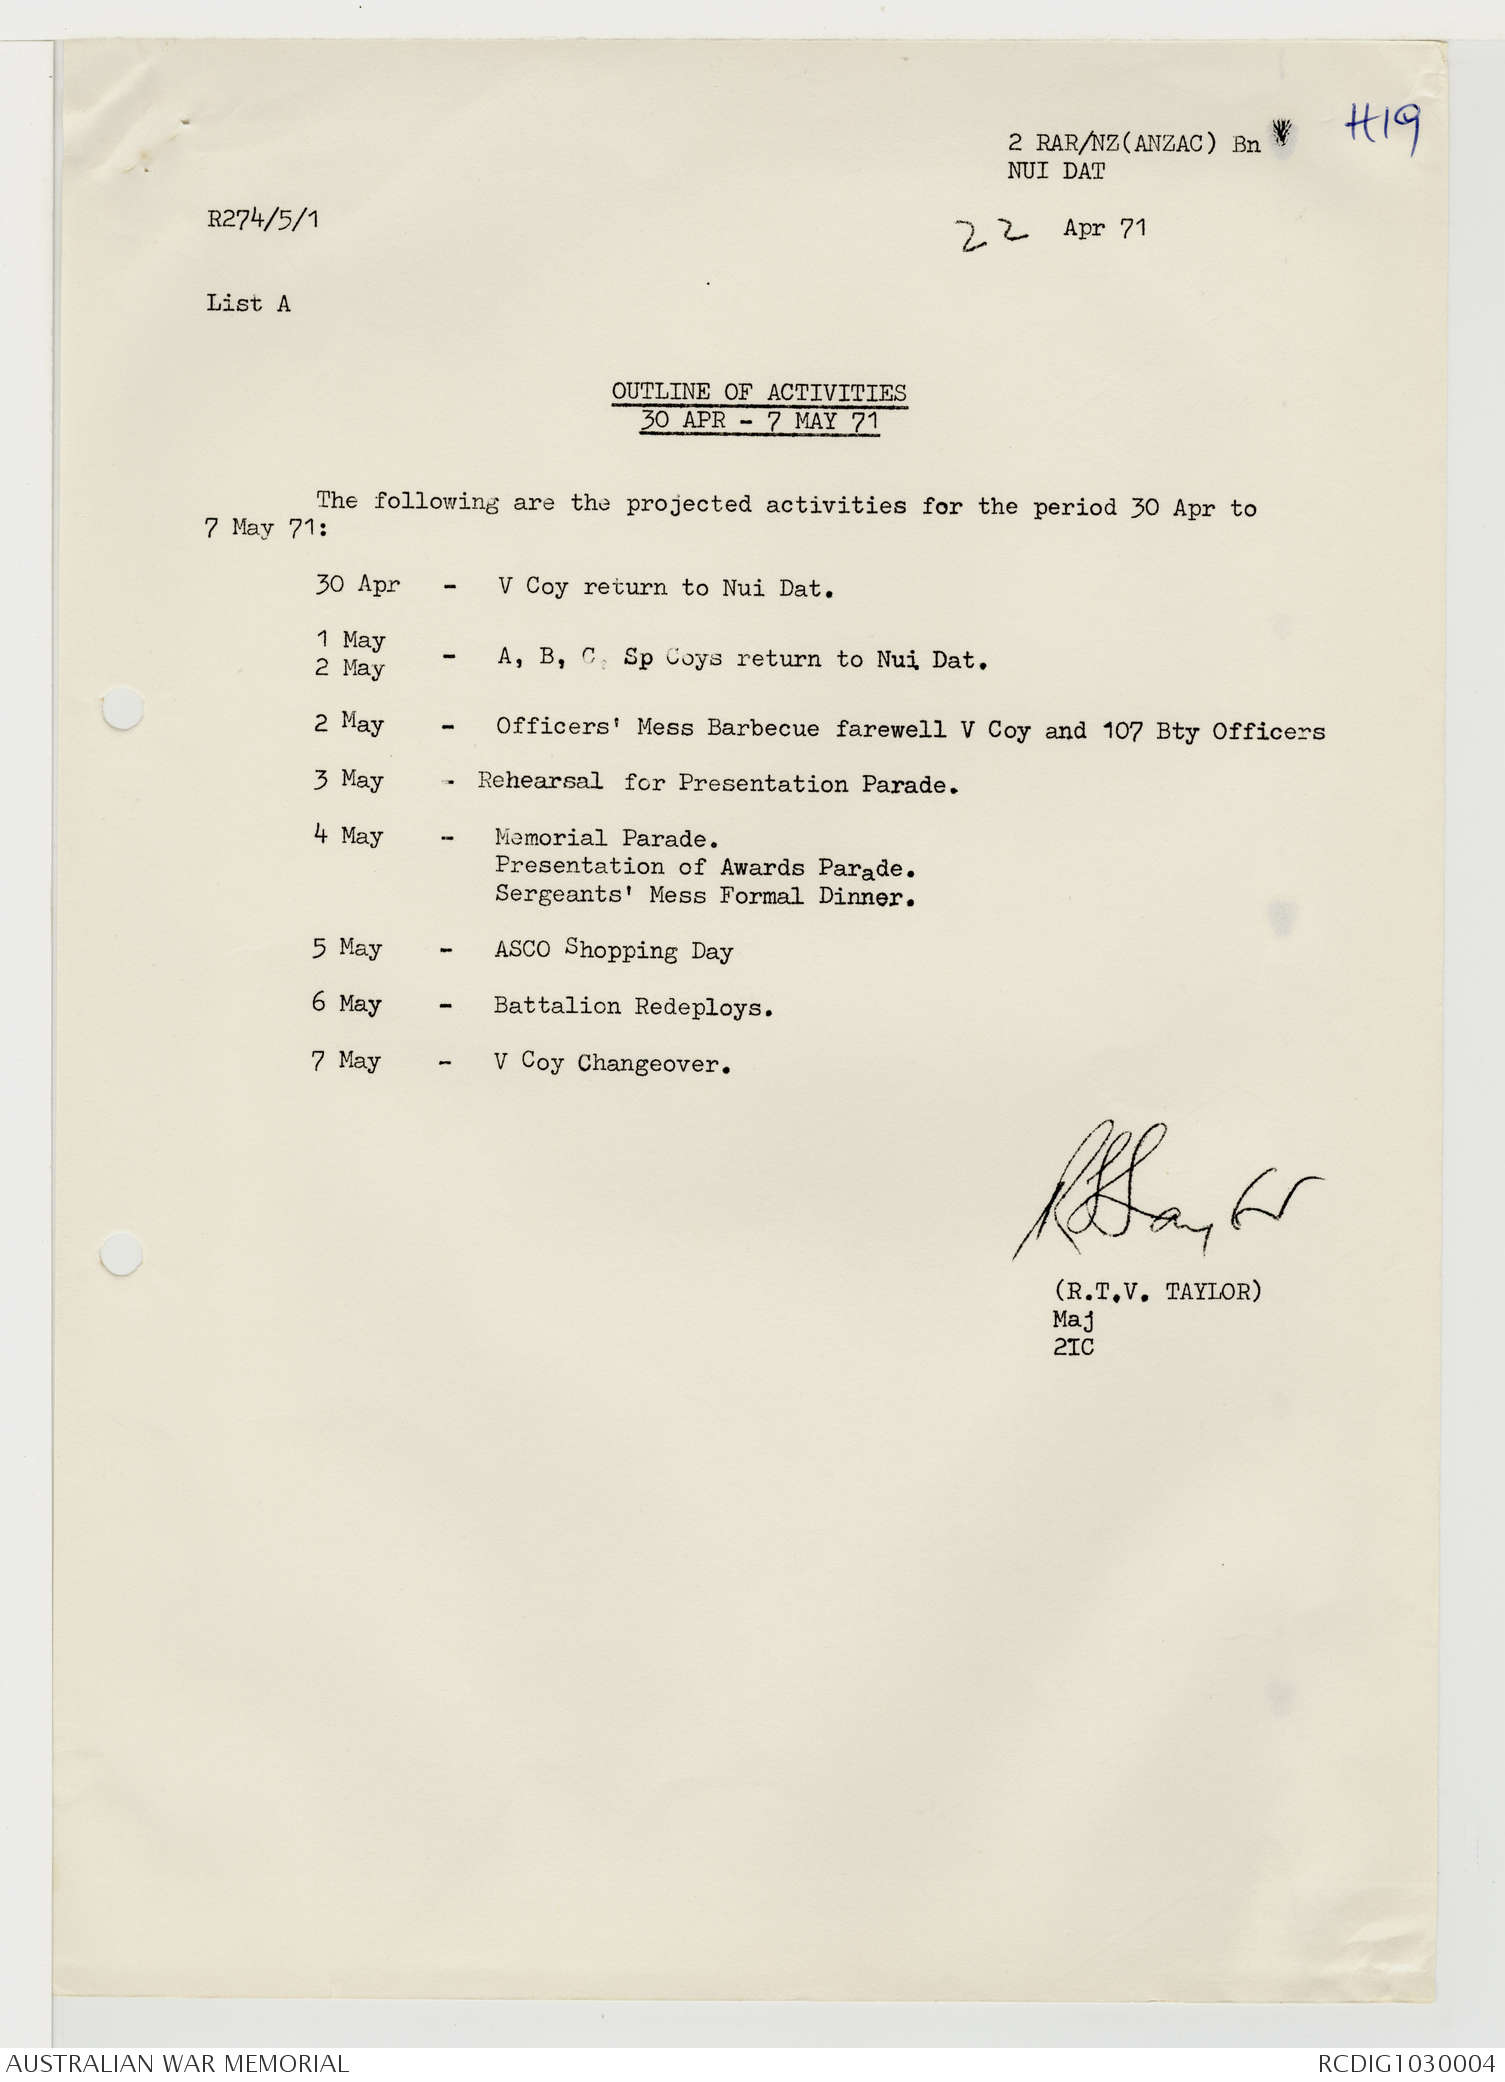 H19
2 RAR/NZ(ANZAC) Bn
NUI DAT
R274/5/1
22 Apr 71
List A
OUTLINE OF ACTIVITIES
30 APR - 7 MAY 71
The following are the projected activities for the period 30 Apr to
7 May 71:
30 Apr - V Coy return to Nui Dat.
1 May
2 May - A, B, C, Sp Coys return to Nui Dat.
2 May - Officers' Mess Barbecue farewell V Coy and 107 Bty Officers
3 May - Rehearsal for Presentation Parade.
4 May - Memorial Parade.
Presentation of Awards Parade.
Sergeants' Mess Formal Dinner.
5 May - ASCO Shopping Day
6 May - Battalion Redeploys.
7 May - V Coy Changeover.
(R.T.V. TAYLOR)
Maj
2IC
AUSTRALIAN WAR MEMORIAL
RCDIG1030004